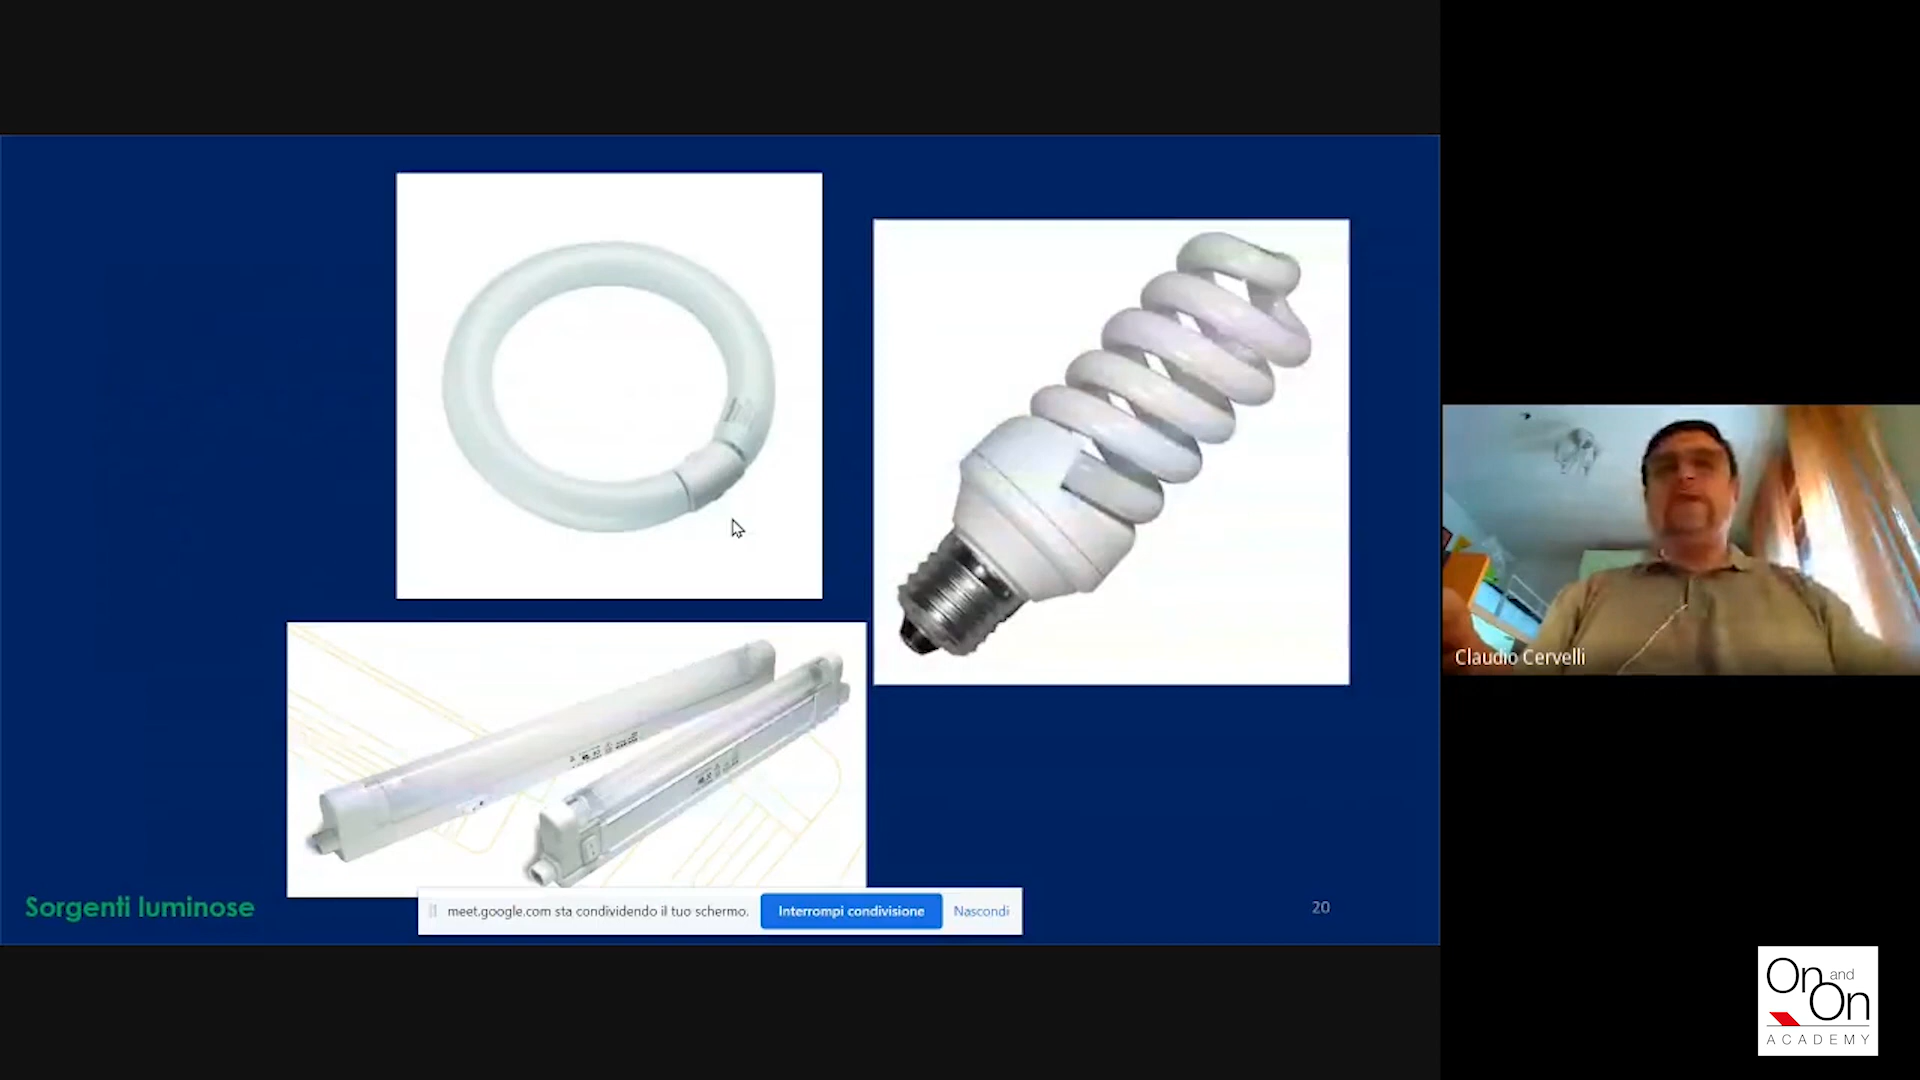 Claudio Cervelli
Sorgenti luminose
meet.google.com sta condividendo il tuo schermo.
Interrompi condivisione
Nascondi
20
On and
On
ACADEMY